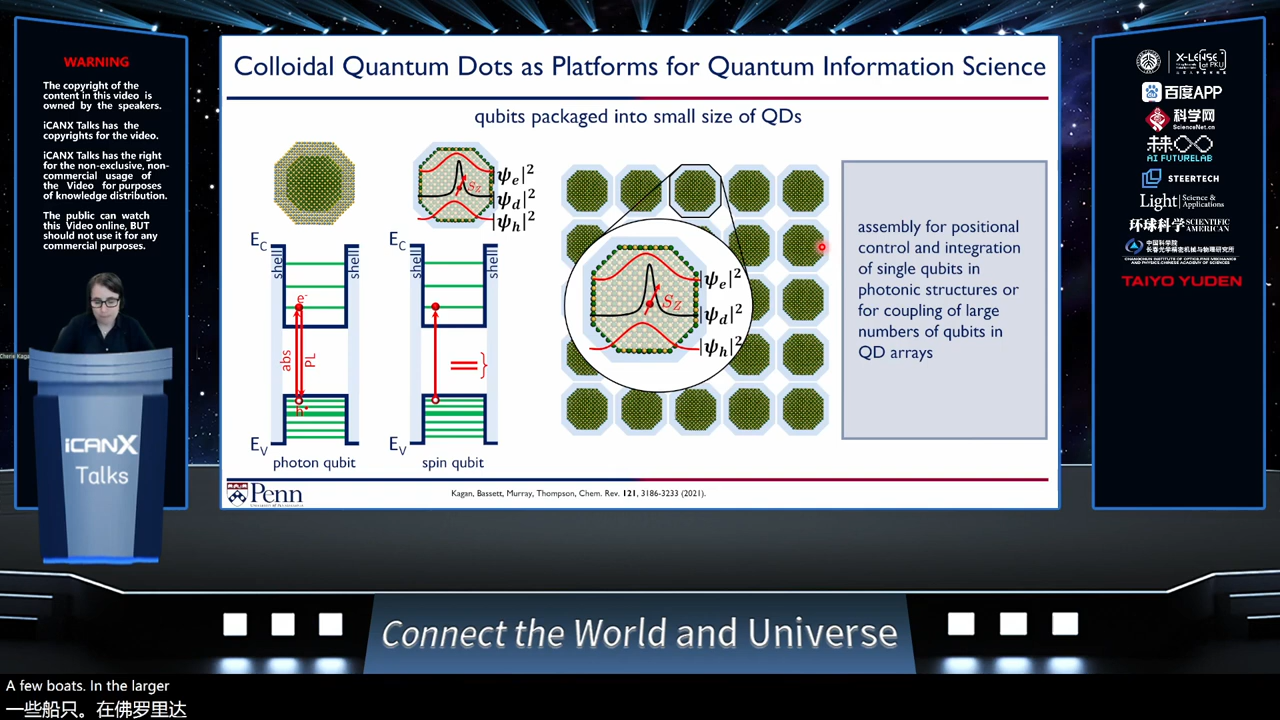 WARNING
The copyright of the
content in this video is
owned by the speakers.
iCANX Talks has the
copyrights for the video.
iCANX Talks has the right
for the non-exclusive, non-
commercial usage of
the Video for purposes
of knowledge distribution.
The public can watch
this Video online, BUT
should not use it for any
commercial purposes.
iCANX
Talks
Colloidal Quantum Dots as Platforms for Quantum Information Science
qubits packaged into small size of QDs
|ψe|²
Sz
|ψd|²
|ψh|²
EC
shell
shell
e-
abs
PL
h+
EV
photon qubit
EC
shell
shell
EV
spin qubit
|ψe|²
Sz
|ψd|²
|ψh|²
assembly for positional
control and integration
of single qubits in
photonic structures or
for coupling of large
numbers of qubits in
QD arrays
Penn
Kagan, Bassett, Murray, Thompson, Chem. Rev. 121, 3186-3233 (2021).
X-LENSE
百度APP
科学网
ScienceNet.cn
AI FUTURELAB
STEERTECH
Light Science & Applications
环球科学 SCIENTIFIC AMERICAN
中国科学院
TAIYO YUDEN
Connect the World and Universe
A few boats. In the larger
一些船只。在佛罗里达